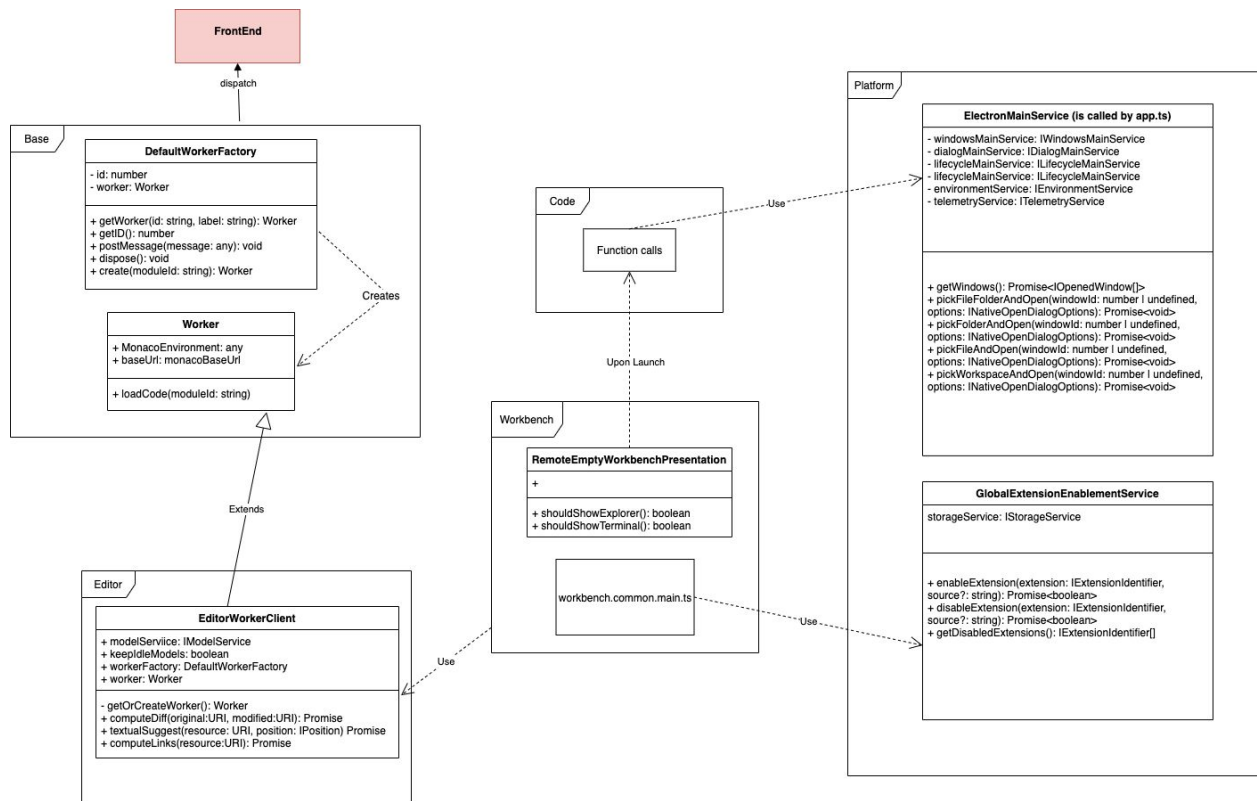 FrontEnd
dispatch
Base
DefaultWorkerFactory
- id: number
- worker: Worker
+ getWorker(id: string, label: string): Worker
+ getID(): number
+ postMessage(message: any): void
+ dispose(): void
+ create(moduleId: string): Worker
Creates
Worker
+ MonacoEnvironment: any
+ baseUrl: monacoBaseUrl
+ loadCode(moduleId: string)
Extends
Editor
EditorWorkerClient
+ modelServiice: IModelService
+ keepIdleModels: boolean
+ workerFactory: DefaultWorkerFactory
+ worker: Worker
- getOrCreateWorker(): Worker
+ computeDiff(original:URI, modified:URI): Promise
+ textualSuggest(resource: URI, position: IPosition) Promise
+ computeLinks(resource:URI): Promise
Use
Code
Function calls
Use
Upon Launch
Workbench
RemoteEmptyWorkbenchPresentation
+
+ shouldShowExplorer(): boolean
+ shouldShowTerminal(): boolean
workbench.common.main.ts
Use
Platform
ElectronMainService (is called by app.ts)
- windowsMainService: IWindowsMainService
- dialogMainService: IDialogMainService
- lifecycleMainService: ILifecycleMainService
- lifecycleMainService: ILifecycleMainService
- environmentService: IEnvironmentService
- telemetryService: ITelemetryService
+ getWindows(): Promise<IOpenedWindow[]>
+ pickFileFolderAndOpen(windowId: number | undefined,
options: INativeOpenDialogOptions): Promise<void>
+ pickFolderAndOpen(windowId: number | undefined,
options: INativeOpenDialogOptions): Promise<void>
+ pickFileAndOpen(windowId: number | undefined,
options: INativeOpenDialogOptions): Promise<void>
+ pickWorkspaceAndOpen(windowId: number | undefined,
options: INativeOpenDialogOptions): Promise<void>
GlobalExtensionEnablementService
storageService: IStorageService
+ enableExtension(extension: IExtensionIdentifier,
source?: string): Promise<boolean>
+ disableExtension(extension: IExtensionIdentifier,
source?: string): Promise<boolean>
+ getDisabledExtensions(): IExtensionIdentifier[]